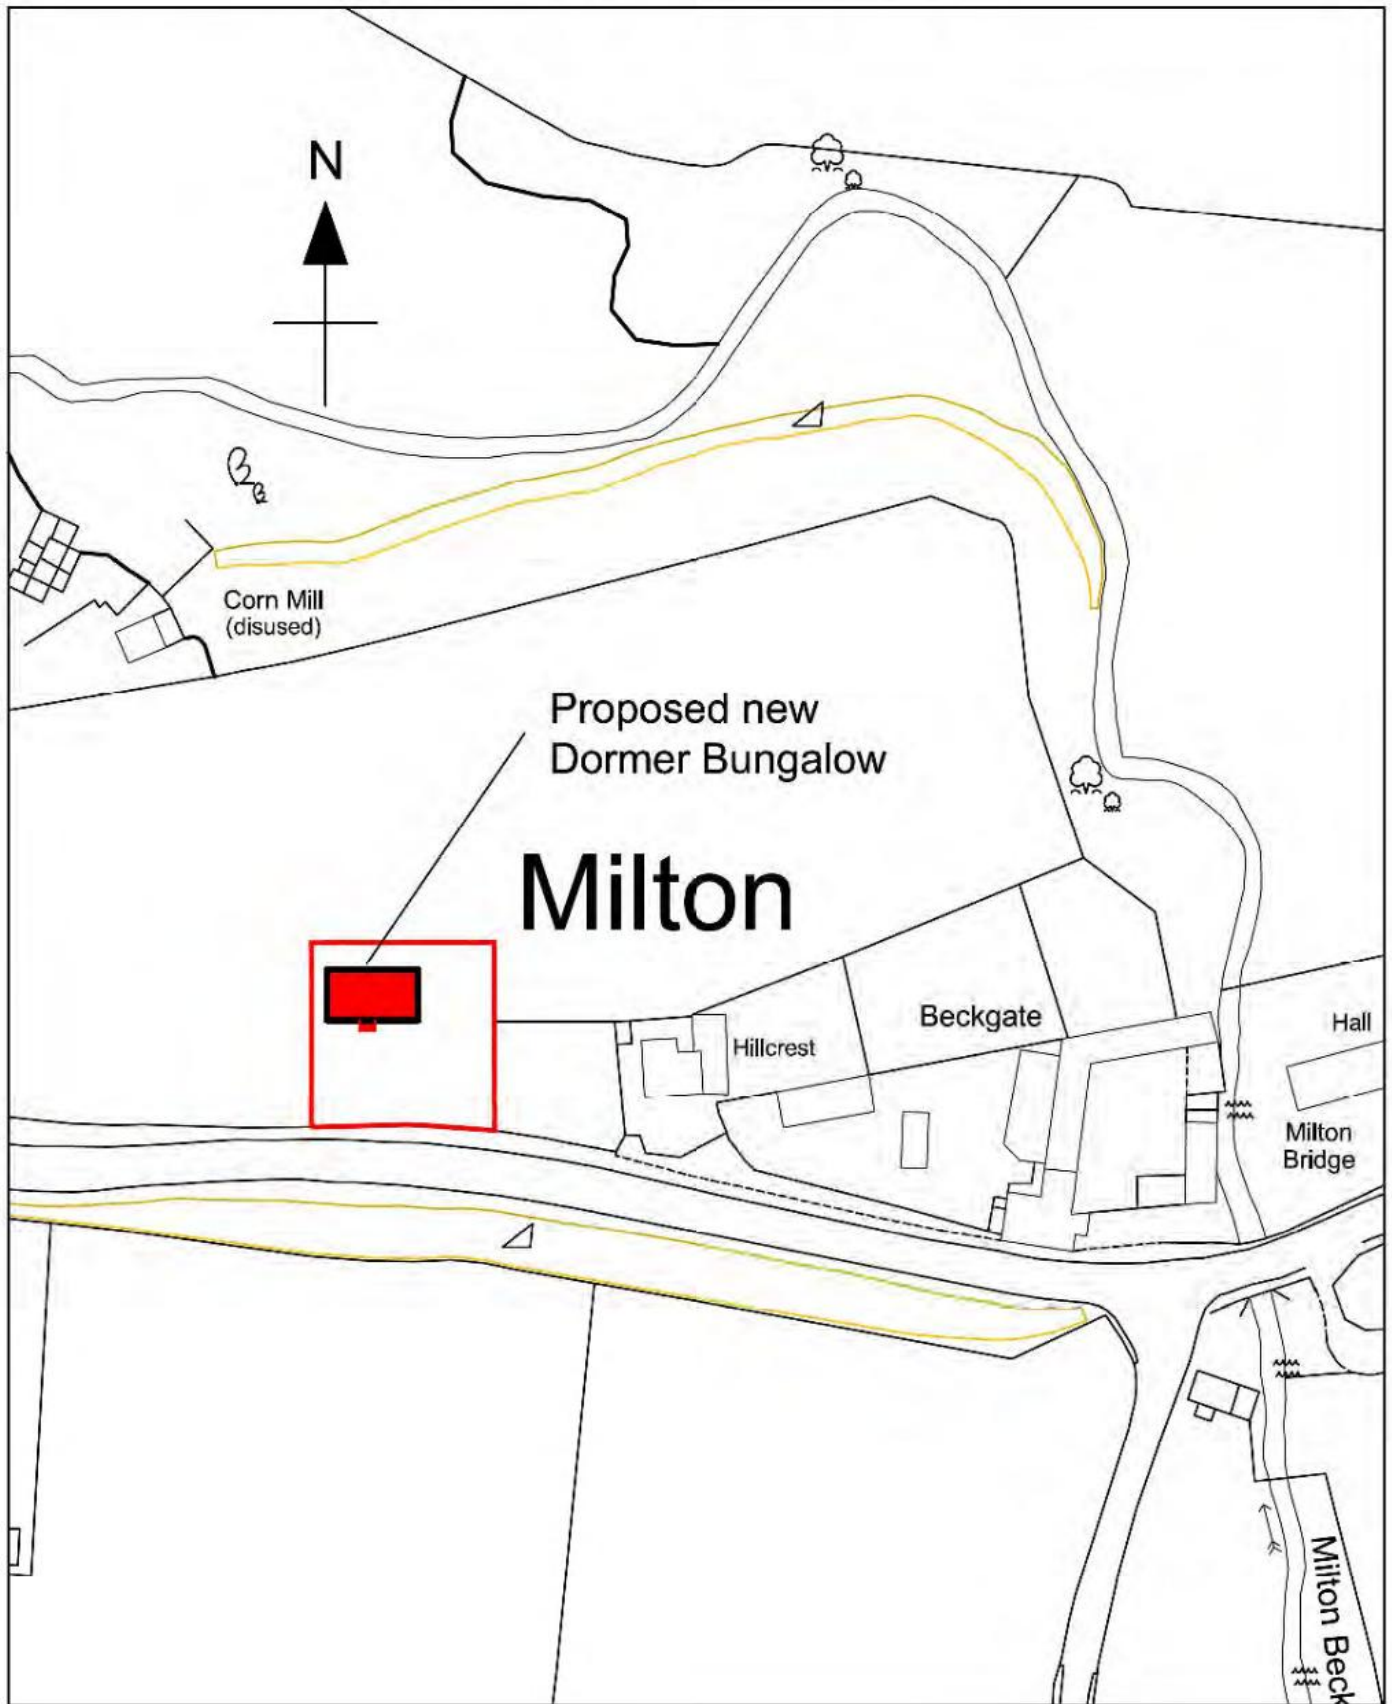 N
Corn Mill
(disused)
Proposed new
Dormer Bungalow
Milton
Beckgate
Hillcrest
Hall
Milton
Bridge
Milton Beck